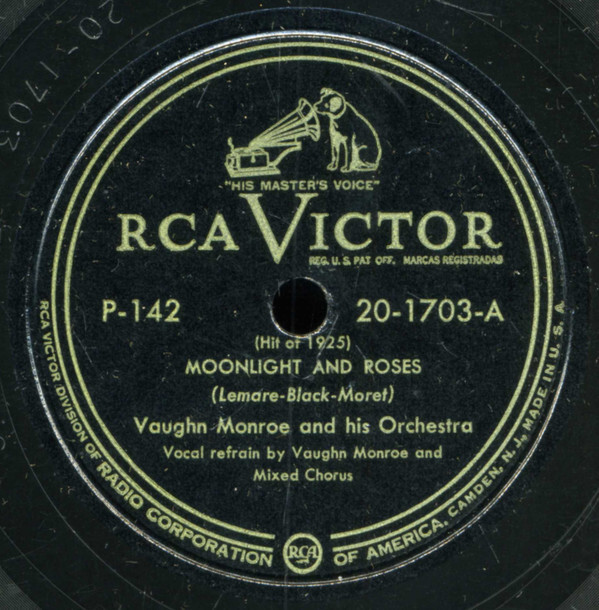 20-1703
"HIS MASTER'S VOICE"
RCA VICTOR
REG. U. S. PAT. OFF. MARCAS REGISTRADAS
P-142
20-1703-A
(Hit of 1925)
MOONLIGHT AND ROSES
(Lemare-Black-Moret)
Vaughn Monroe and his Orchestra
Vocal refrain by Vaughn Monroe and
Mixed Chorus
RCA VICTOR DIVISION OF RADIO CORPORATION OF AMERICA, CAMDEN, N. J., MADE IN U. S. A.
RCA